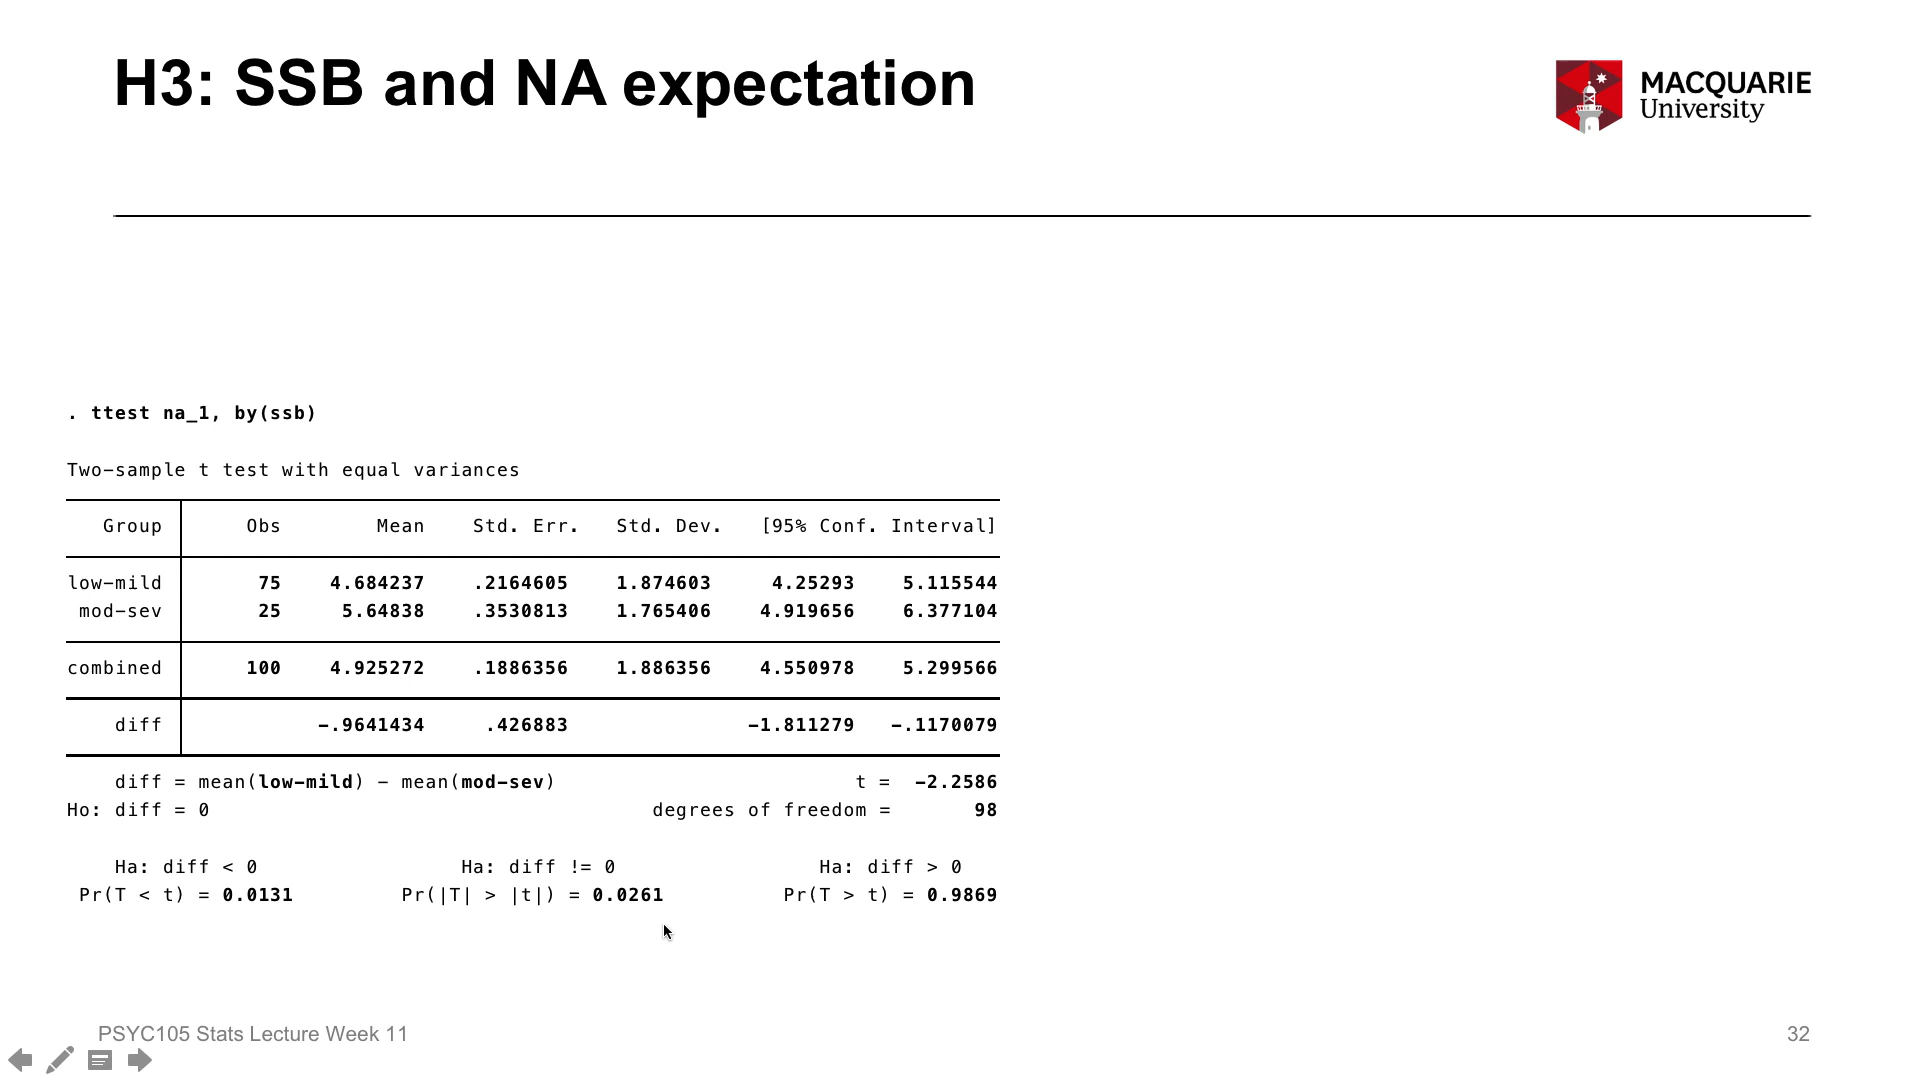 H3: SSB and NA expectation
MACQUARIE
University
. ttest na_1, by(ssb)
Two-sample t test with equal variances
Group Obs Mean Std. Err. Std. Dev. [95% Conf. Interval]
low-mild 75 4.684237 .2164605 1.874603 4.25293 5.115544
mod-sev 25 5.64838 .3530813 1.765406 4.919656 6.377104
combined 100 4.925272 .1886356 1.886356 4.550978 5.299566
diff -.9641434 .426883 -1.811279 -.1170079
diff = mean(low-mild) - mean(mod-sev) t = -2.2586
Ho: diff = 0 degrees of freedom = 98
Ha: diff < 0 Ha: diff != 0 Ha: diff > 0
Pr(T < t) = 0.0131 Pr(|T| > |t|) = 0.0261 Pr(T > t) = 0.9869
PSYC105 Stats Lecture Week 11 32